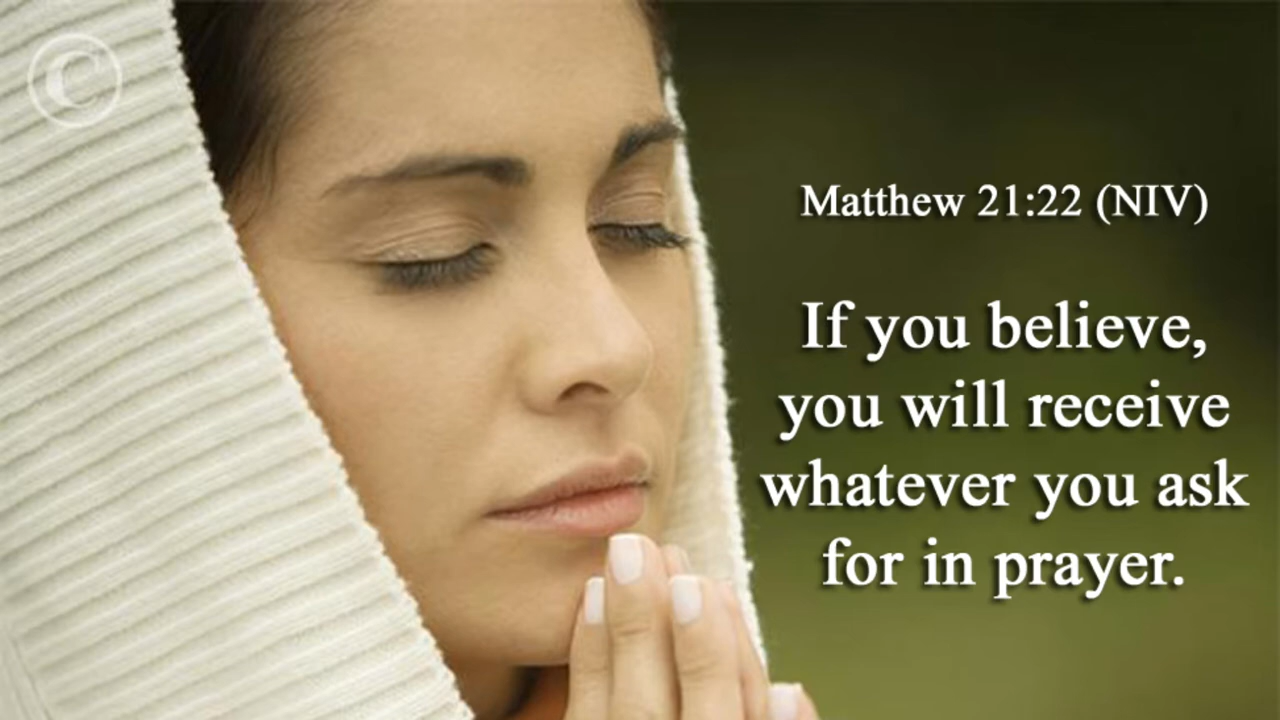 ©
Matthew 21:22 (NIV)
If you believe,
you will receive
whatever you ask
for in prayer.